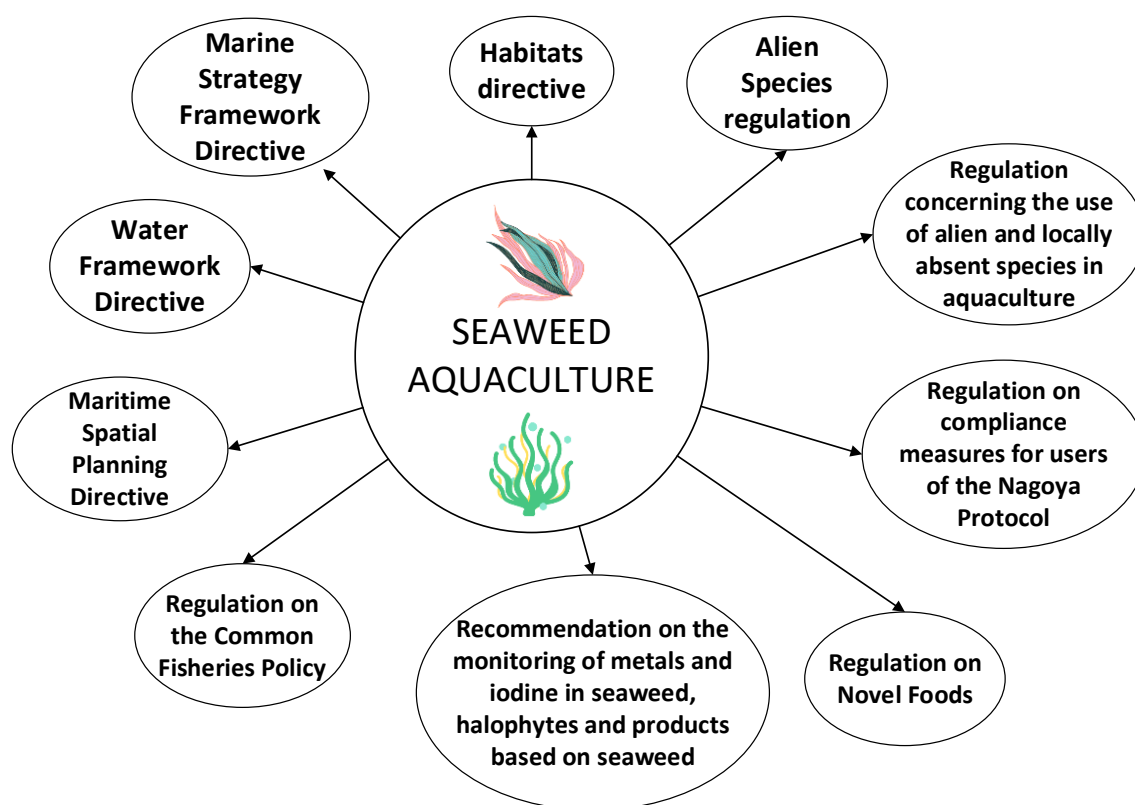 Marine
Strategy
Framework
Directive
Habitats
directive
Alien
Species
regulation
Regulation
concerning the use
of alien and locally
absent species in
aquaculture
Water
Framework
Directive
SEAWEED
AQUACULTURE
Maritime
Spatial
Planning
Directive
Regulation on
compliance
measures for users
of the Nagoya
Protocol
Regulation on
the Common
Fisheries Policy
Recommendation on the
monitoring of metals and
iodine in seaweed,
halophytes and products
based on seaweed
Regulation on
Novel Foods